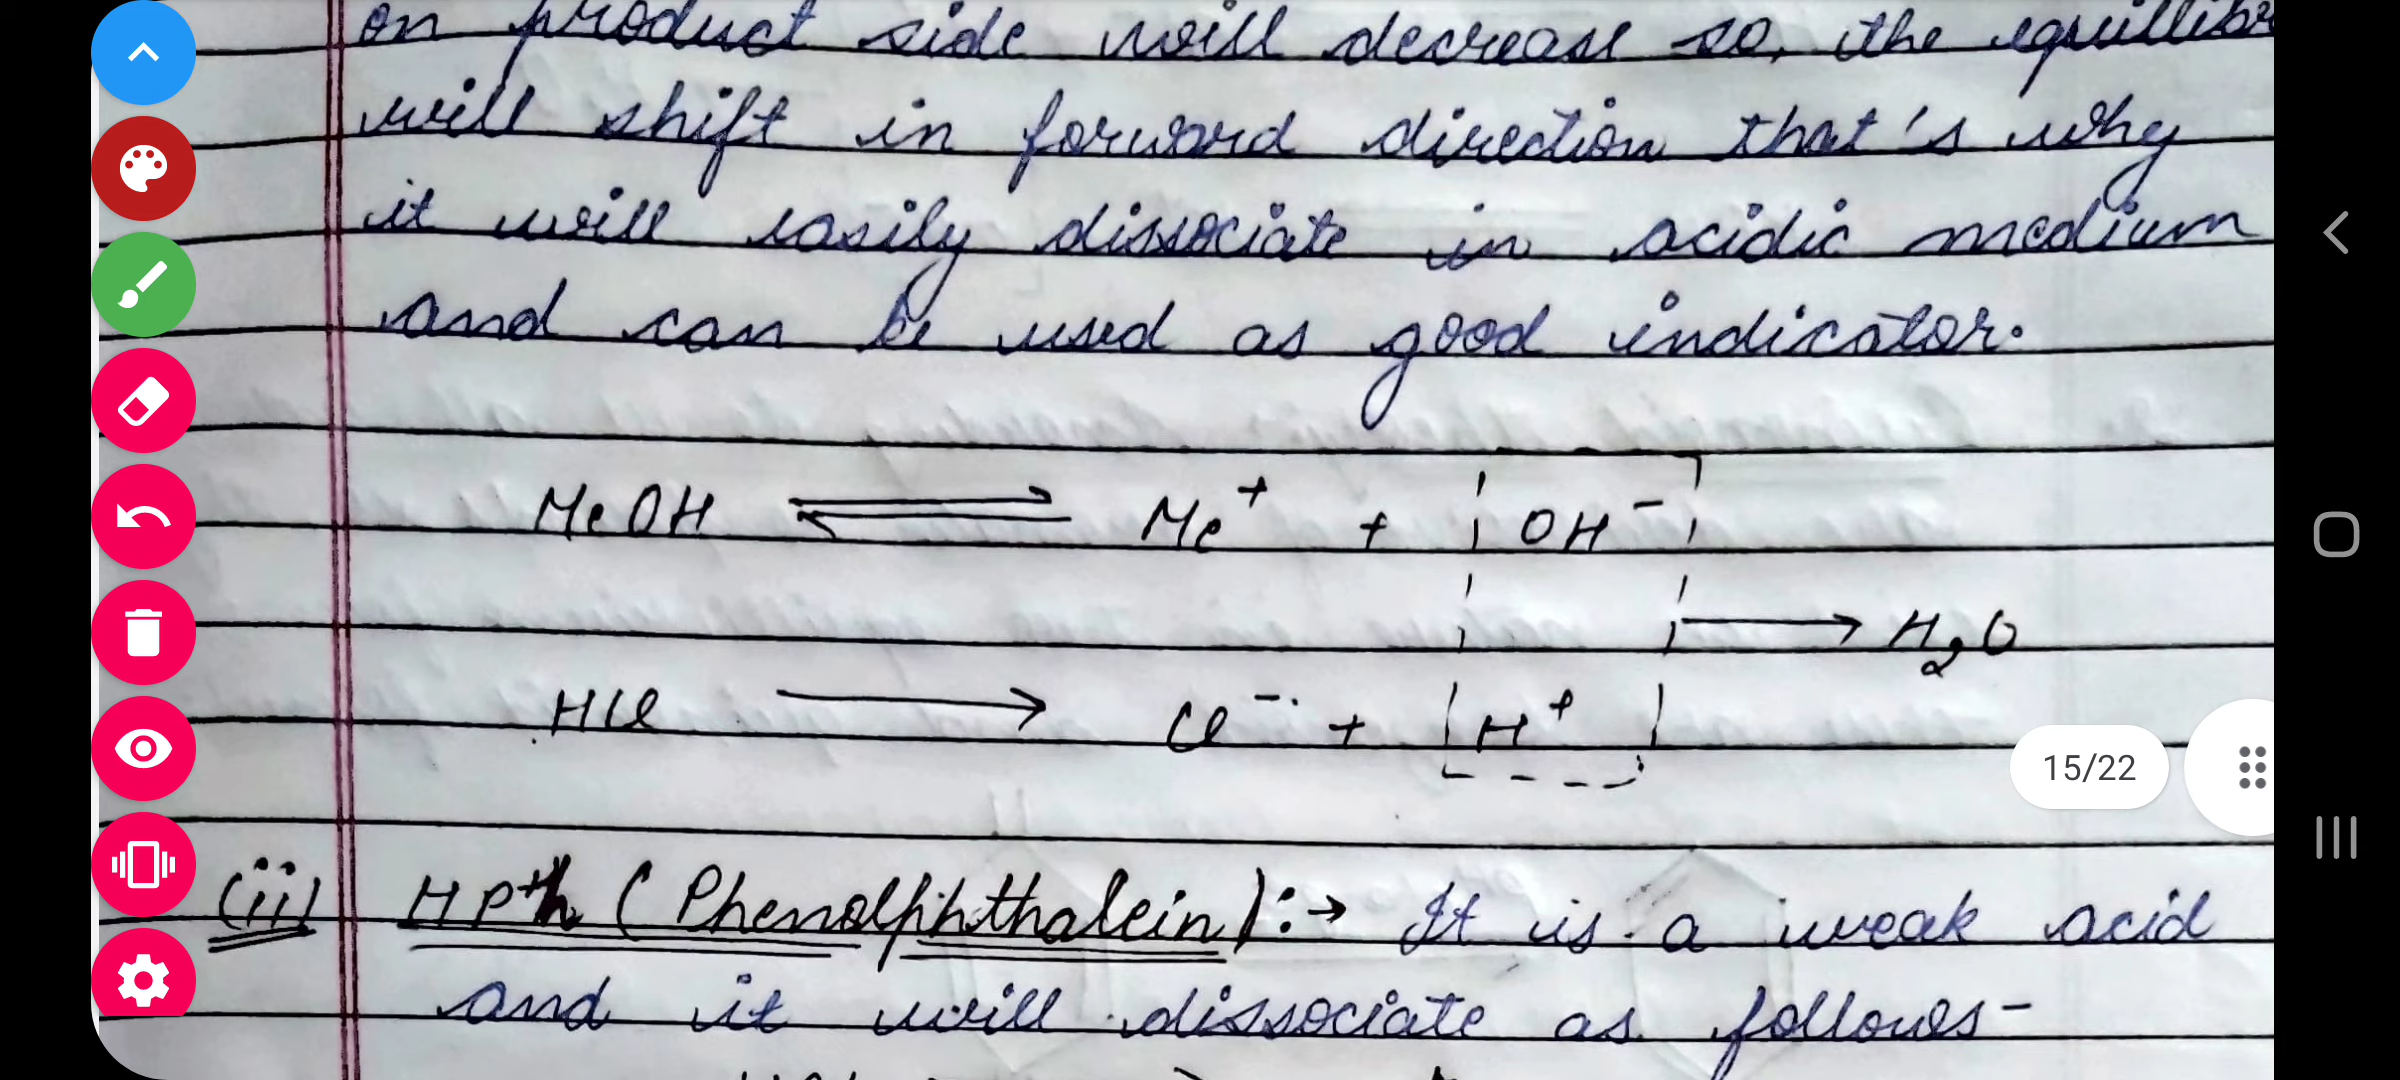 on product side will decrease so, the equillibr
will shift in forward direction that's why
it will easily dissociate in acidic medium
and can be used as good indicator.
MeOH ⇌ Me⁺ + OH⁻
→ H₂O
HCl → Cl⁻ + H⁺
15/22
(ii) HPth (Phenolphthalein) :→ It is a weak acid
and it will dissociate as follows-